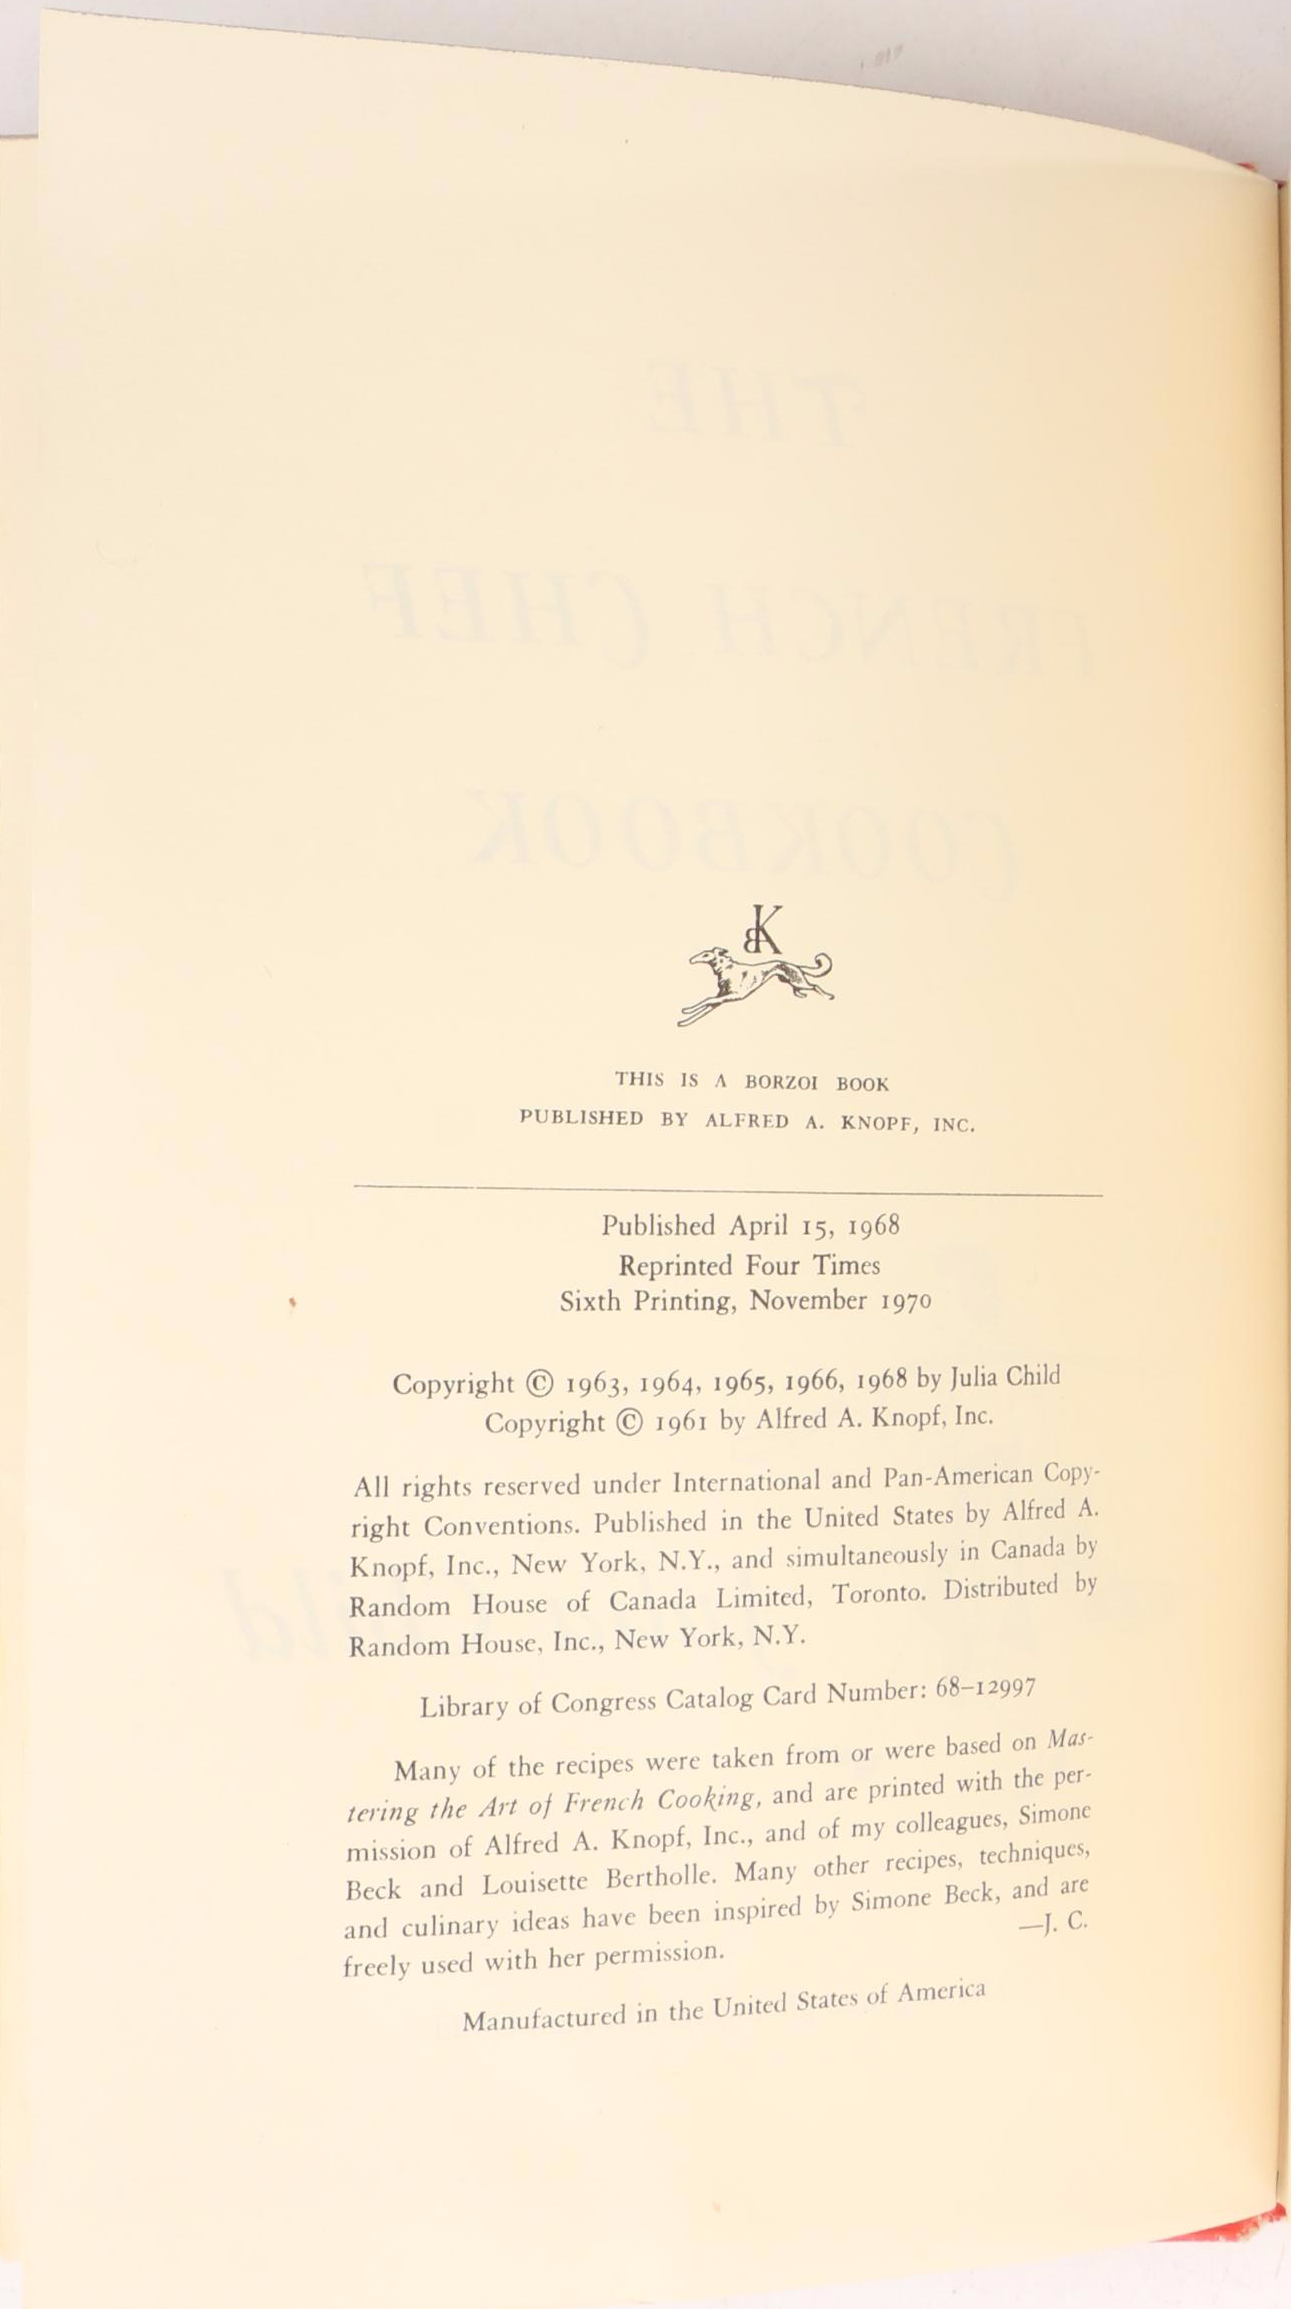 THE
FRENCH CHEF
COOKBOOK
BK
THIS IS A BORZOI BOOK
PUBLISHED BY ALFRED A. KNOPF, INC.
Published April 15, 1968
Reprinted Four Times
Sixth Printing, November 1970
Copyright © 1963, 1964, 1965, 1966, 1968 by Julia Child
Copyright © 1961 by Alfred A. Knopf, Inc.
All rights reserved under International and Pan-American Copy-
right Conventions. Published in the United States by Alfred A.
Knopf, Inc., New York, N.Y., and simultaneously in Canada by
Random House of Canada Limited, Toronto. Distributed by
Random House, Inc., New York, N.Y.
Library of Congress Catalog Card Number: 68–12997
Many of the recipes were taken from or were based on Mas-
tering the Art of French Cooking, and are printed with the per-
mission of Alfred A. Knopf, Inc., and of my colleagues, Simone
Beck and Louisette Bertholle. Many other recipes, techniques,
and culinary ideas have been inspired by Simone Beck, and are
freely used with her permission. —J. C.
Manufactured in the United States of America